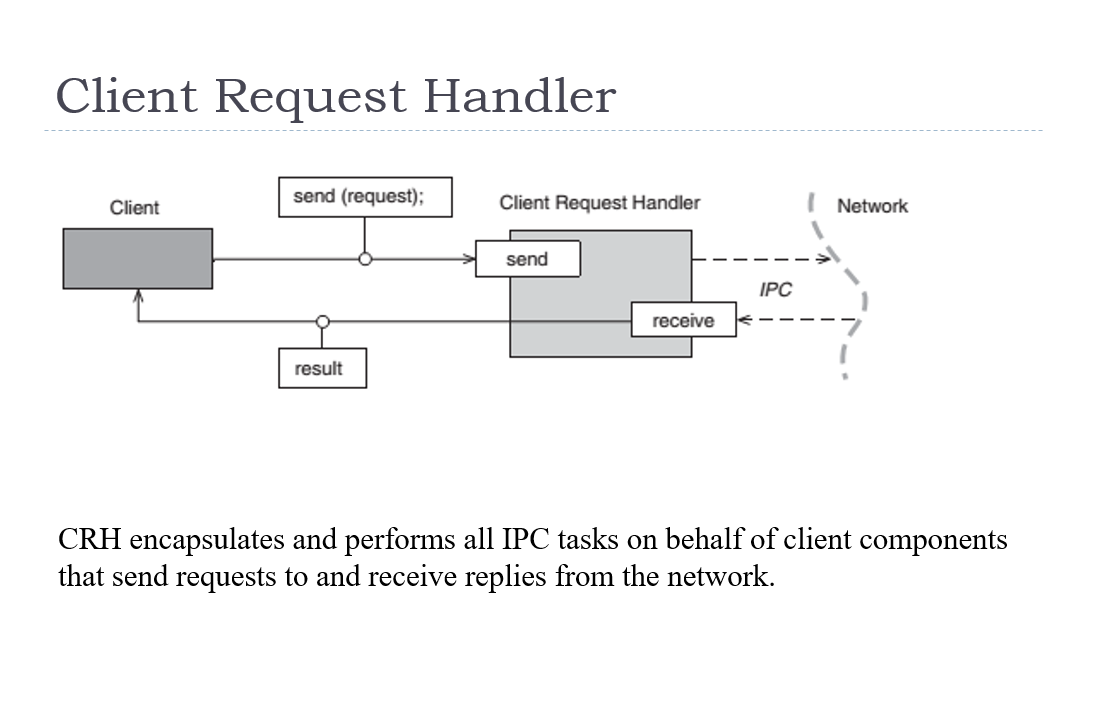 Client Request Handler
send (request);
Client
Client Request Handler
Network
send
IPC
receive
result
CRH encapsulates and performs all IPC tasks on behalf of client components
that send requests to and receive replies from the network.